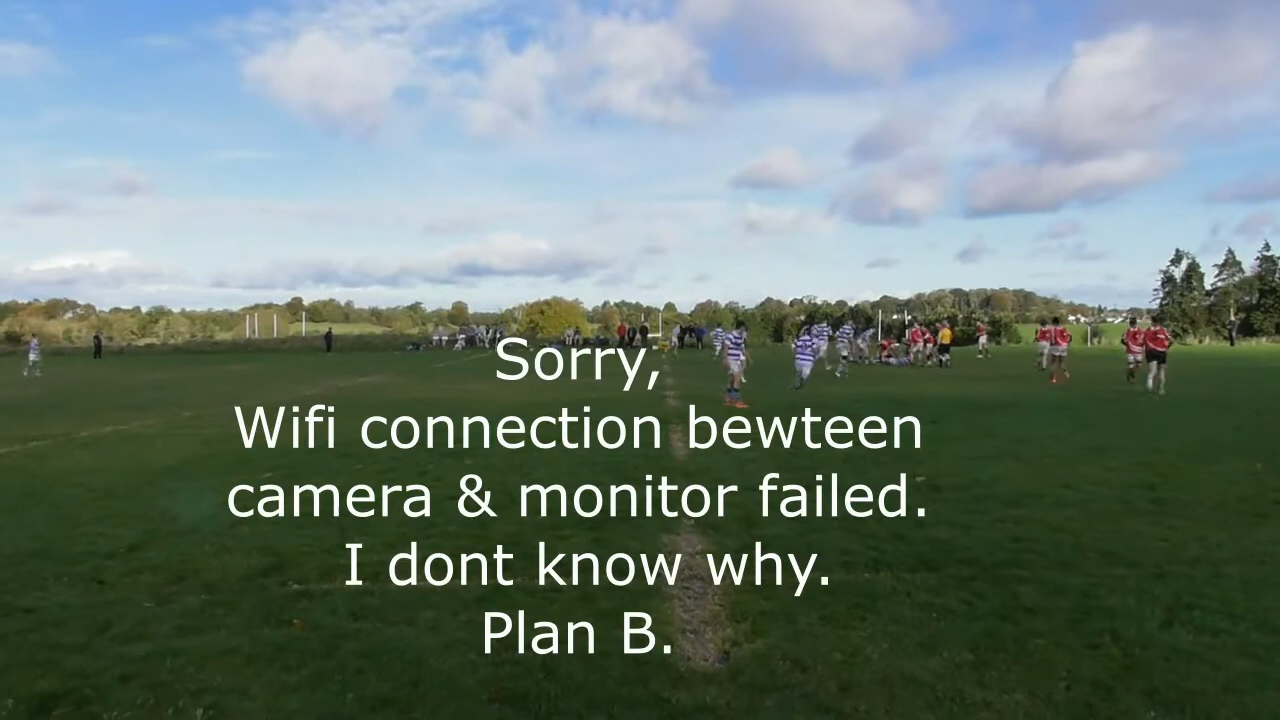 Sorry,
Wifi connection bewteen
camera & monitor failed.
I dont know why.
Plan B.